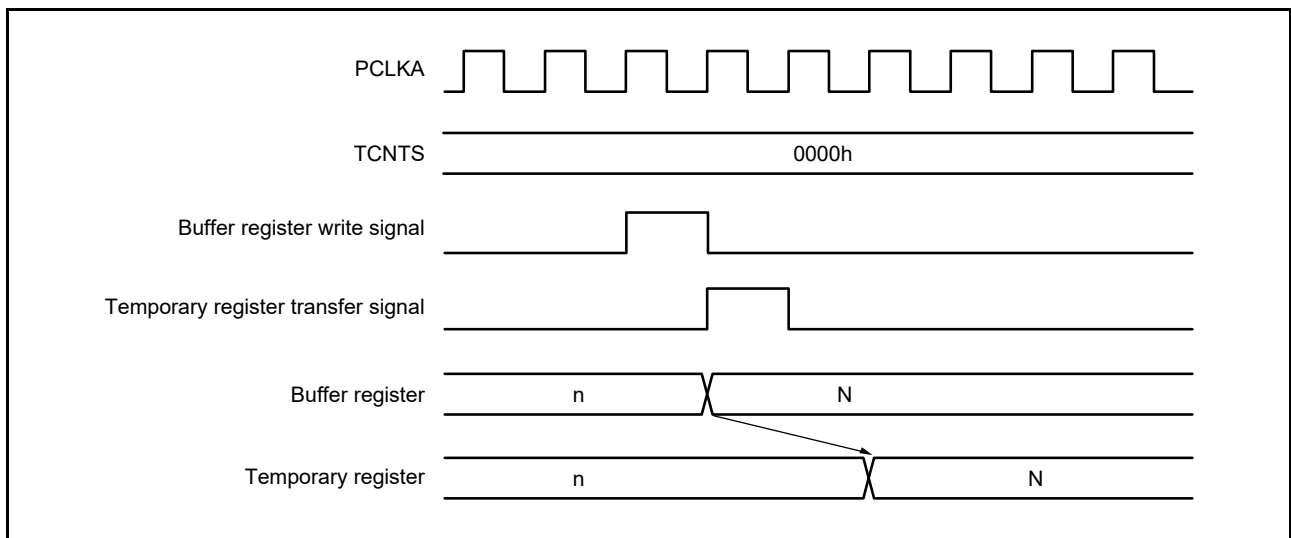 PCLKA
TCNTS
0000h
Buffer register write signal
Temporary register transfer signal
Buffer register
n
N
Temporary register
n
N